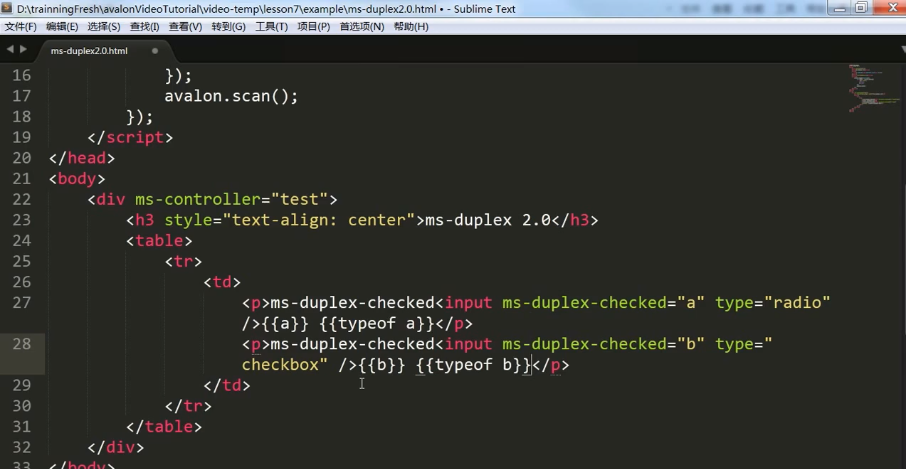 D:\trainningFresh\avalonVideoTutorial\video-temp\lesson7\example\ms-duplex2.0.html • - Sublime Text
文件(F) 编辑(E) 选择(S) 查找(I) 查看(V) 转到(G) 工具(T) 项目(P) 首选项(N) 帮助(H)
ms-duplex2.0.html
16 });
17 avalon.scan();
18 });
19 </script>
20 </head>
21 <body>
22 <div ms-controller="test">
23 <h3 style="text-align: center">ms-duplex 2.0</h3>
24 <table>
25 <tr>
26 <td>
27 <p>ms-duplex-checked<input ms-duplex-checked="a" type="radio"
/>{{a}} {{typeof a}}</p>
28 <p>ms-duplex-checked<input ms-duplex-checked="b" type="
checkbox" />{{b}} {{typeof b}}</p>
29 </td>
30 </tr>
31 </table>
32 </div>
33 </body>